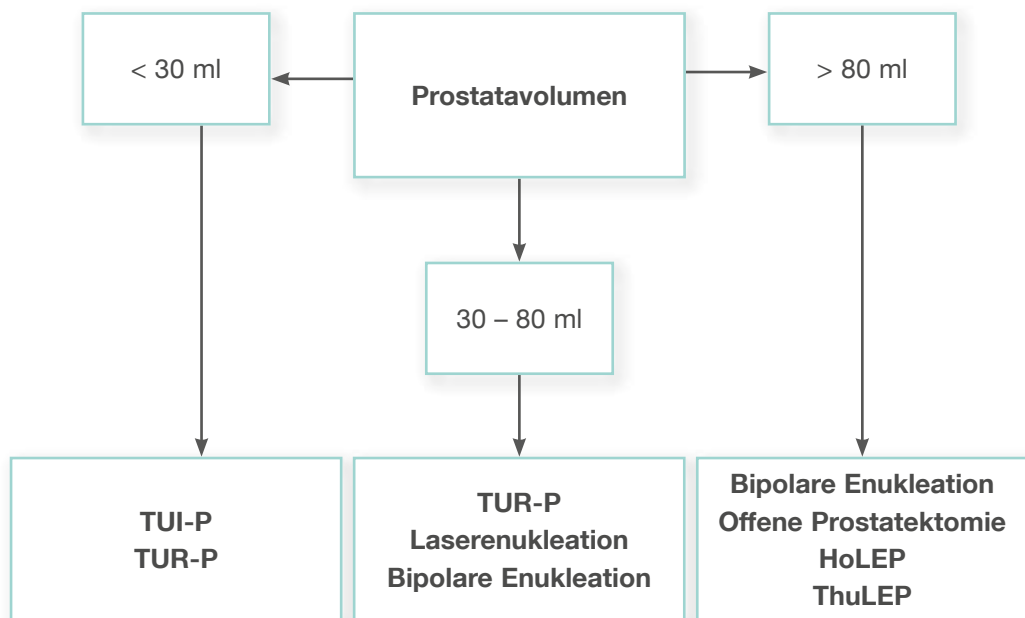 Prostatavolumen
< 30 ml
> 80 ml
30 – 80 ml
TUI-P
TUR-P
TUR-P
Laserenukleation
Bipolare Enukleation
Bipolare Enukleation
Offene Prostatektomie
HoLEP
ThuLEP